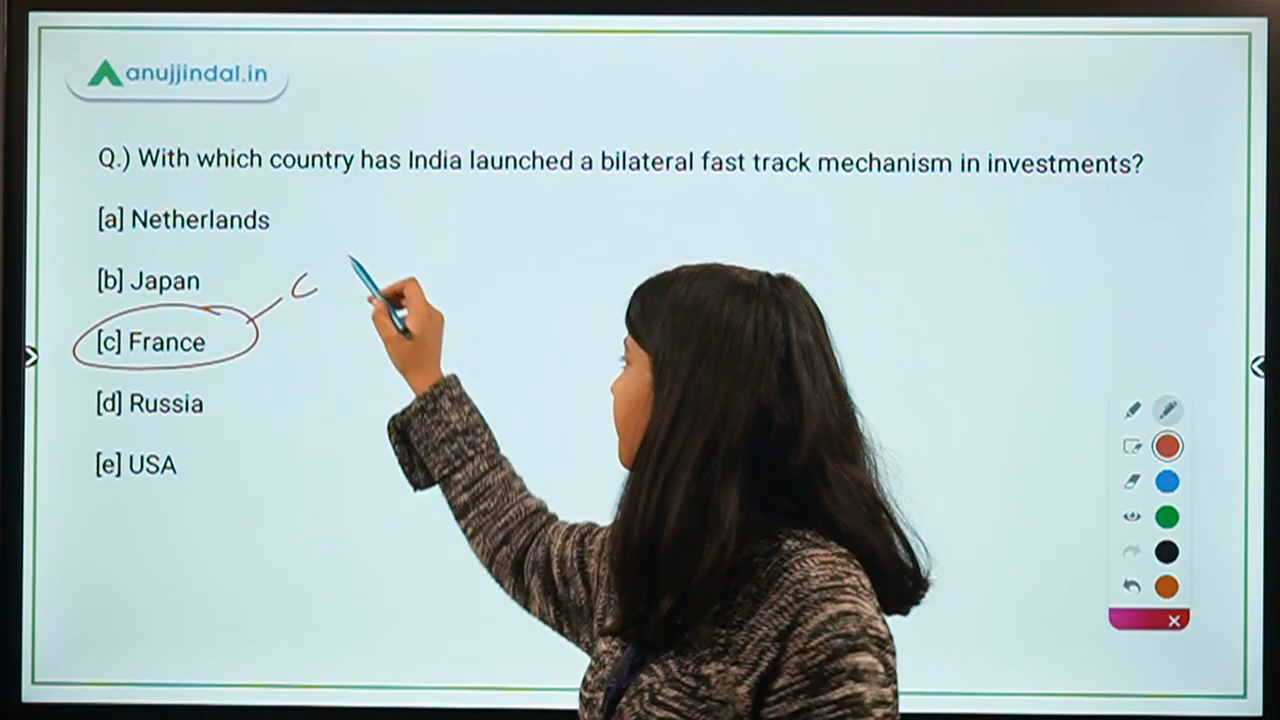 anujjindal.in
Q.) With which country has India launched a bilateral fast track mechanism in investments?
[a] Netherlands
[b] Japan
C
[c] France
[d] Russia
[e] USA